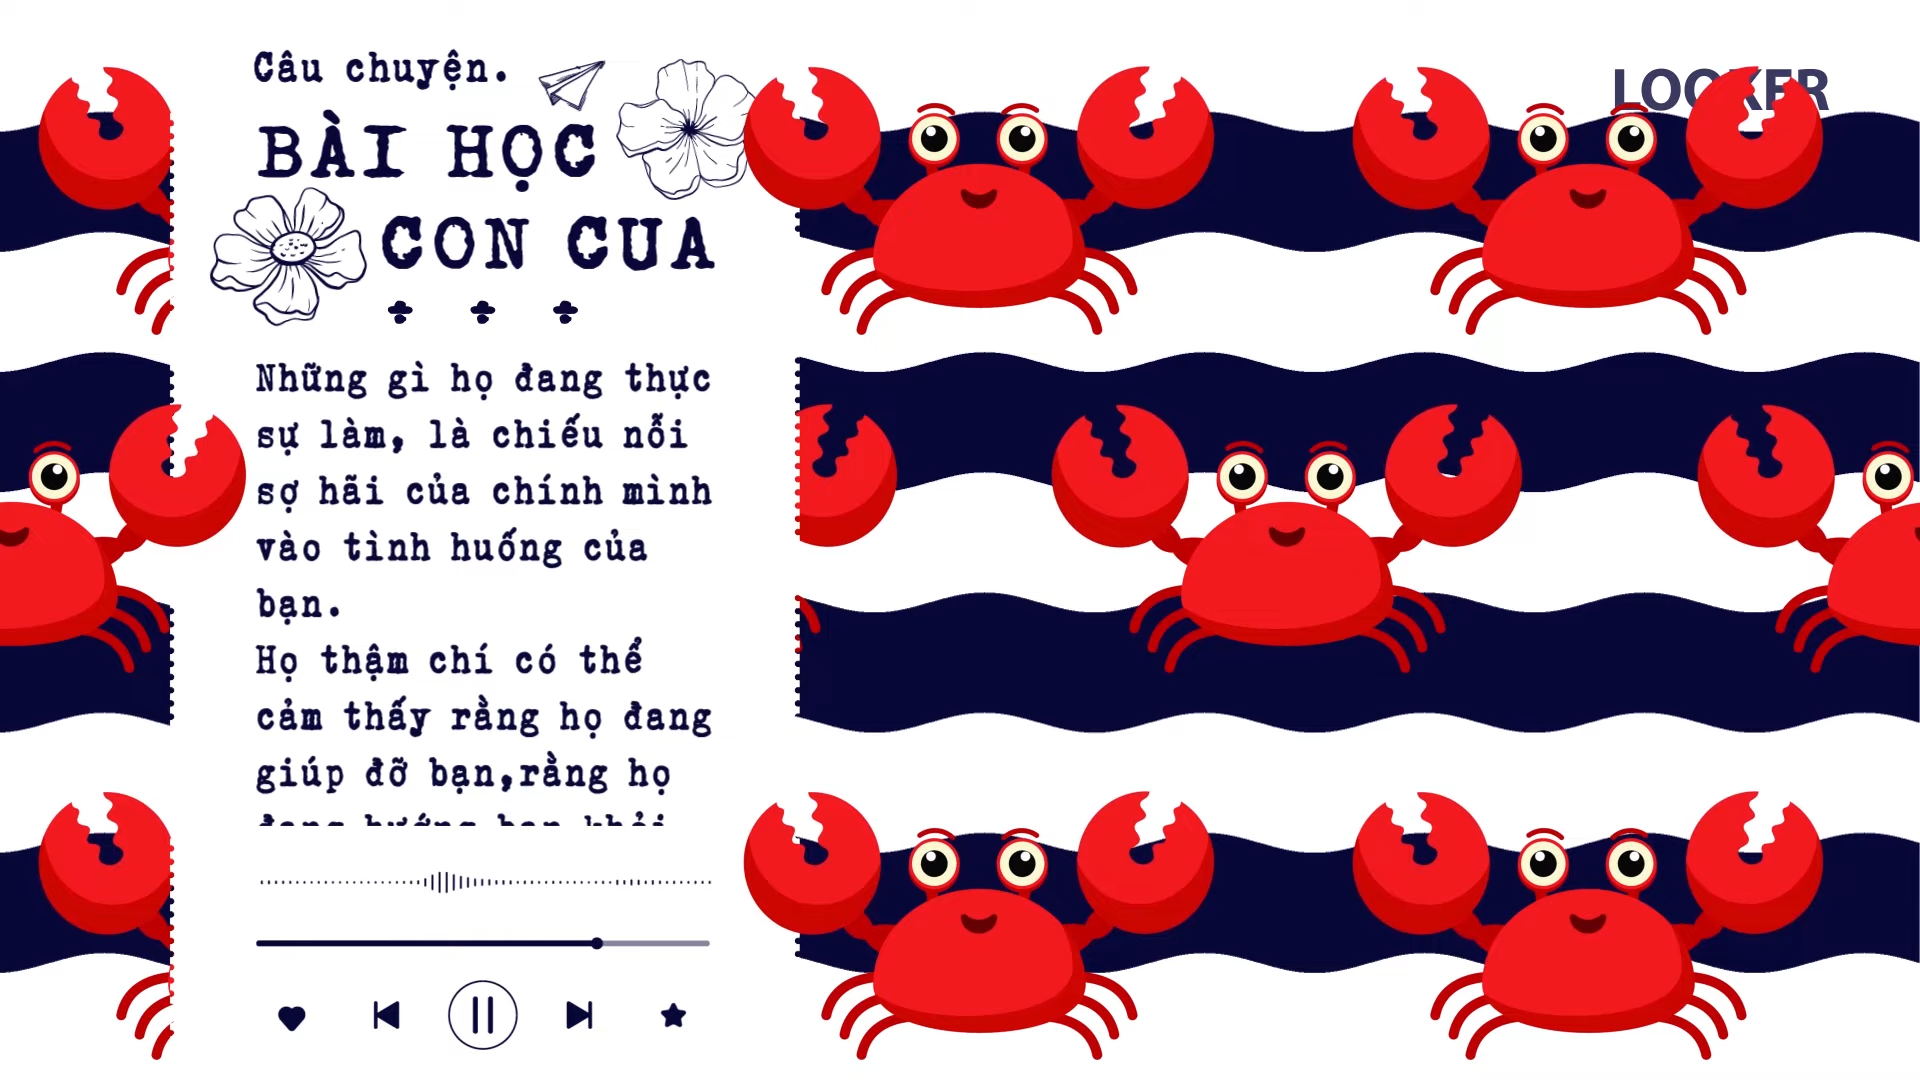 Câu chuyện.
BÀI HỌC
CON CUA
LOOKER
Những gì họ đang thực
sự làm, là chiếu nỗi
sợ hãi của chính mình
vào tình huống của
bạn.
Họ thậm chí có thể
cảm thấy rằng họ đang
giúp đỡ bạn,rằng họ